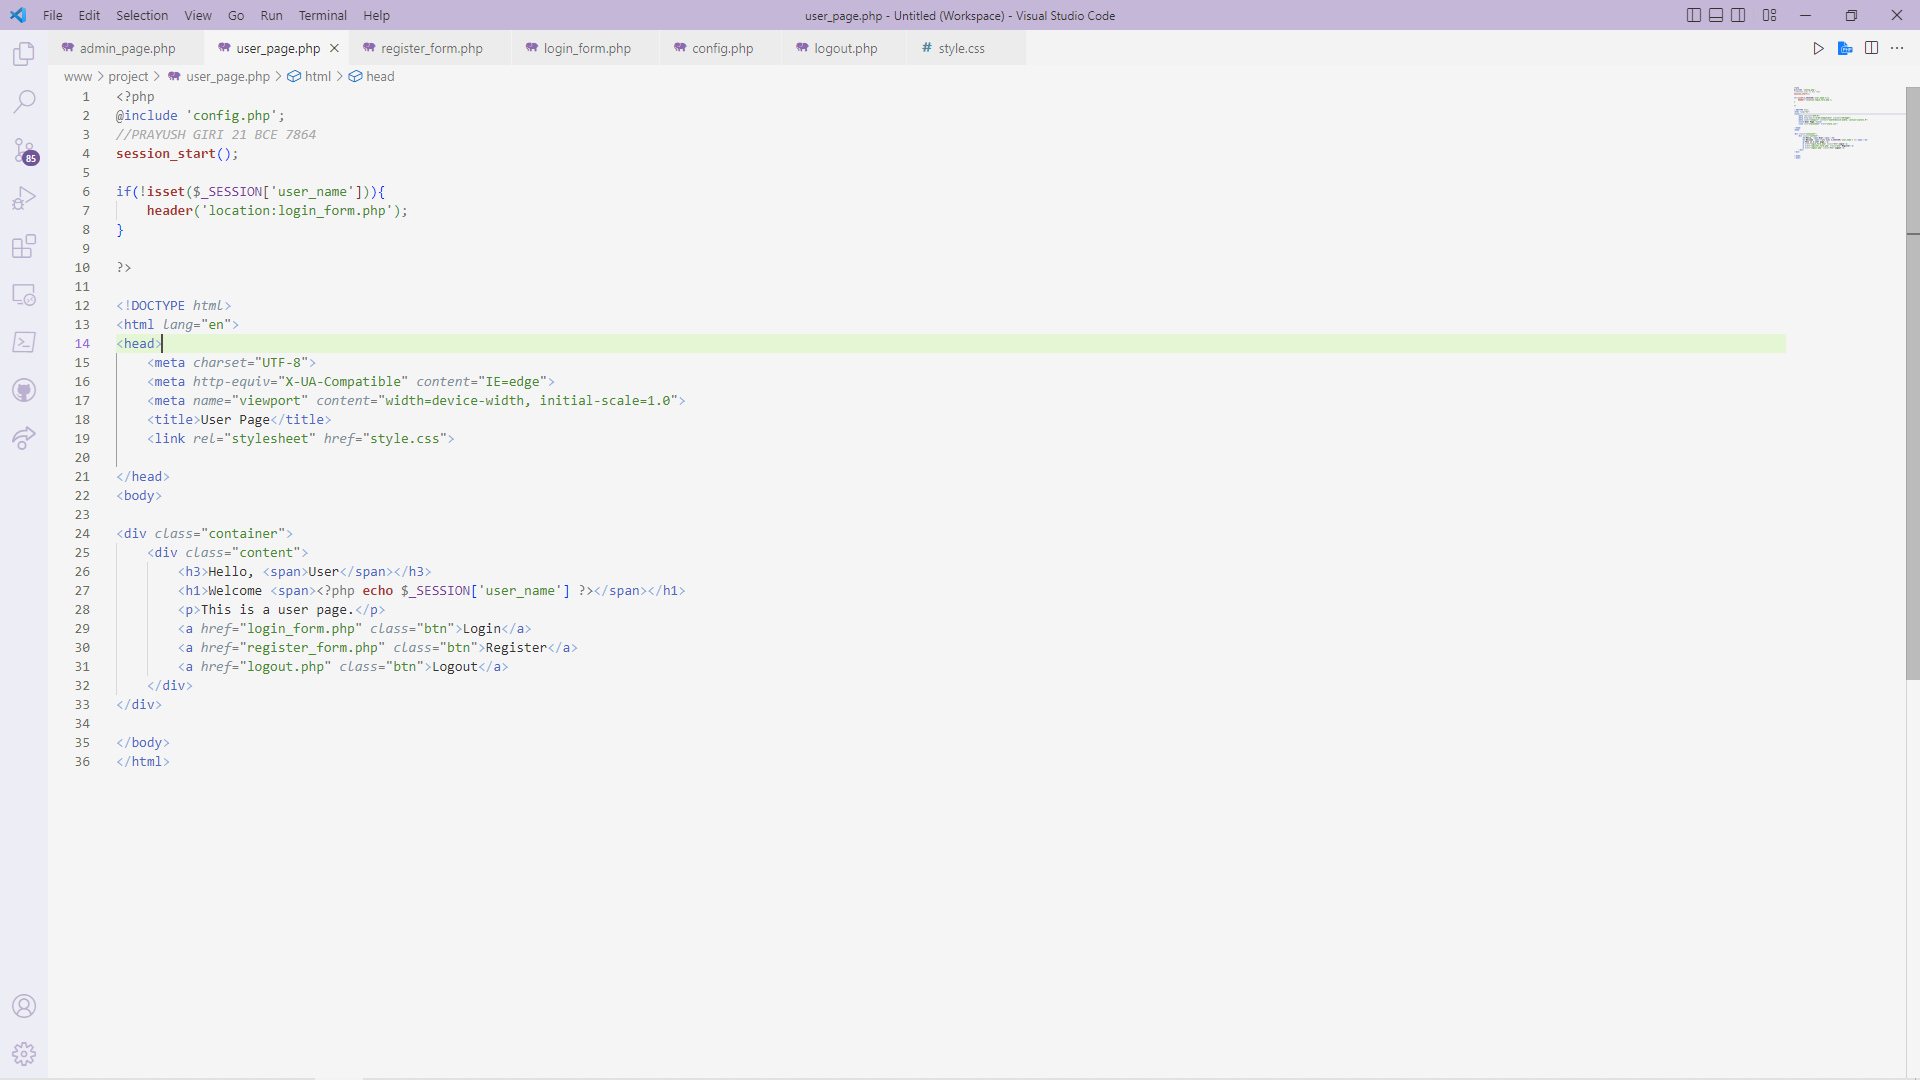 File Edit Selection View Go Run Terminal Help
user_page.php - Untitled (Workspace) - Visual Studio Code
admin_page.php user_page.php register_form.php login_form.php config.php logout.php # style.css
www > project > user_page.php > html > head
85
1 <?php
2 @include 'config.php';
3 //PRAYUSH GIRI 21 BCE 7864
4 session_start();
5
6 if(!isset($_SESSION['user_name'])){
7     header('location:login_form.php');
8 }
9
10 ?>
11
12 <!DOCTYPE html>
13 <html lang="en">
14 <head>
15     <meta charset="UTF-8">
16     <meta http-equiv="X-UA-Compatible" content="IE=edge">
17     <meta name="viewport" content="width=device-width, initial-scale=1.0">
18     <title>User Page</title>
19     <link rel="stylesheet" href="style.css">
20
21 </head>
22 <body>
23
24 <div class="container">
25     <div class="content">
26         <h3>Hello, <span>User</span></h3>
27         <h1>Welcome <span><?php echo $_SESSION['user_name'] ?></span></h1>
28         <p>This is a user page.</p>
29         <a href="login_form.php" class="btn">Login</a>
30         <a href="register_form.php" class="btn">Register</a>
31         <a href="logout.php" class="btn">Logout</a>
32     </div>
33 </div>
34
35 </body>
36 </html>